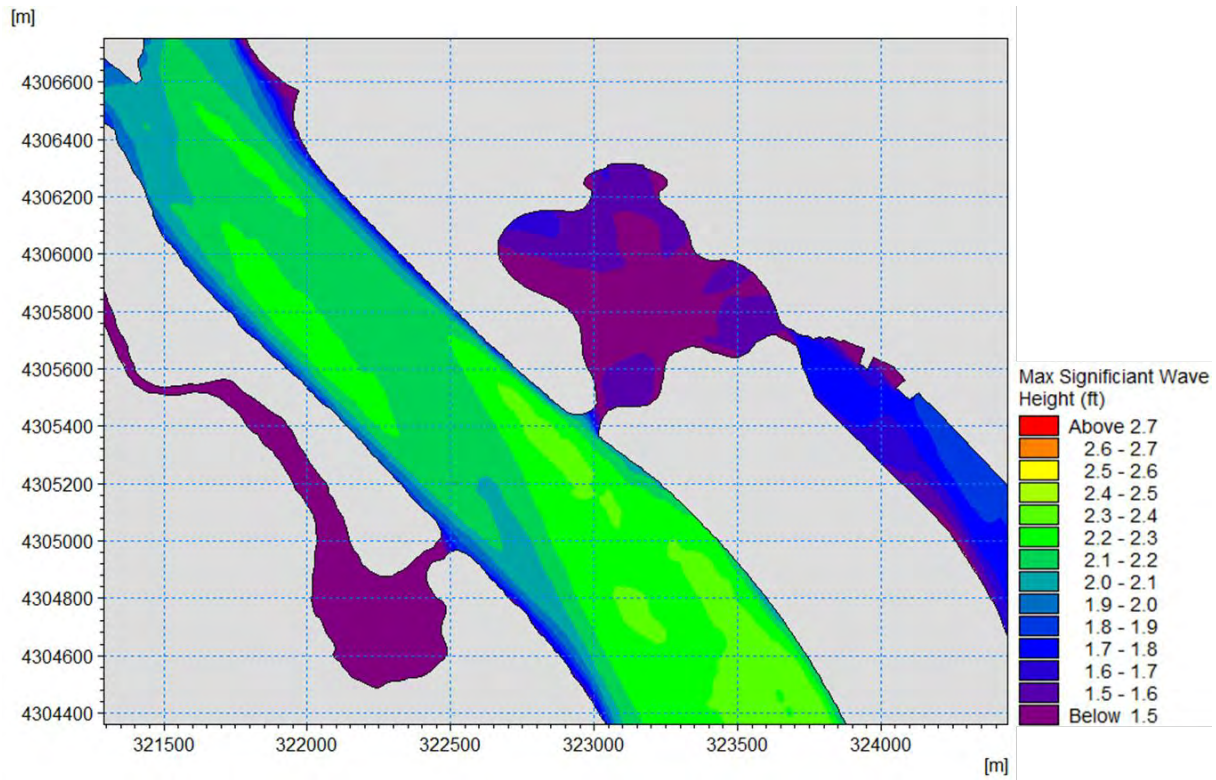 [m]
4306600
4306400
4306200
4306000
4305800
4305600
4305400
4305200
4305000
4304800
4304600
4304400
321500 322000 322500 323000 323500 324000
[m]
Max Significiant Wave
Height (ft)
Above 2.7
2.6 - 2.7
2.5 - 2.6
2.4 - 2.5
2.3 - 2.4
2.2 - 2.3
2.1 - 2.2
2.0 - 2.1
1.9 - 2.0
1.8 - 1.9
1.7 - 1.8
1.6 - 1.7
1.5 - 1.6
Below 1.5